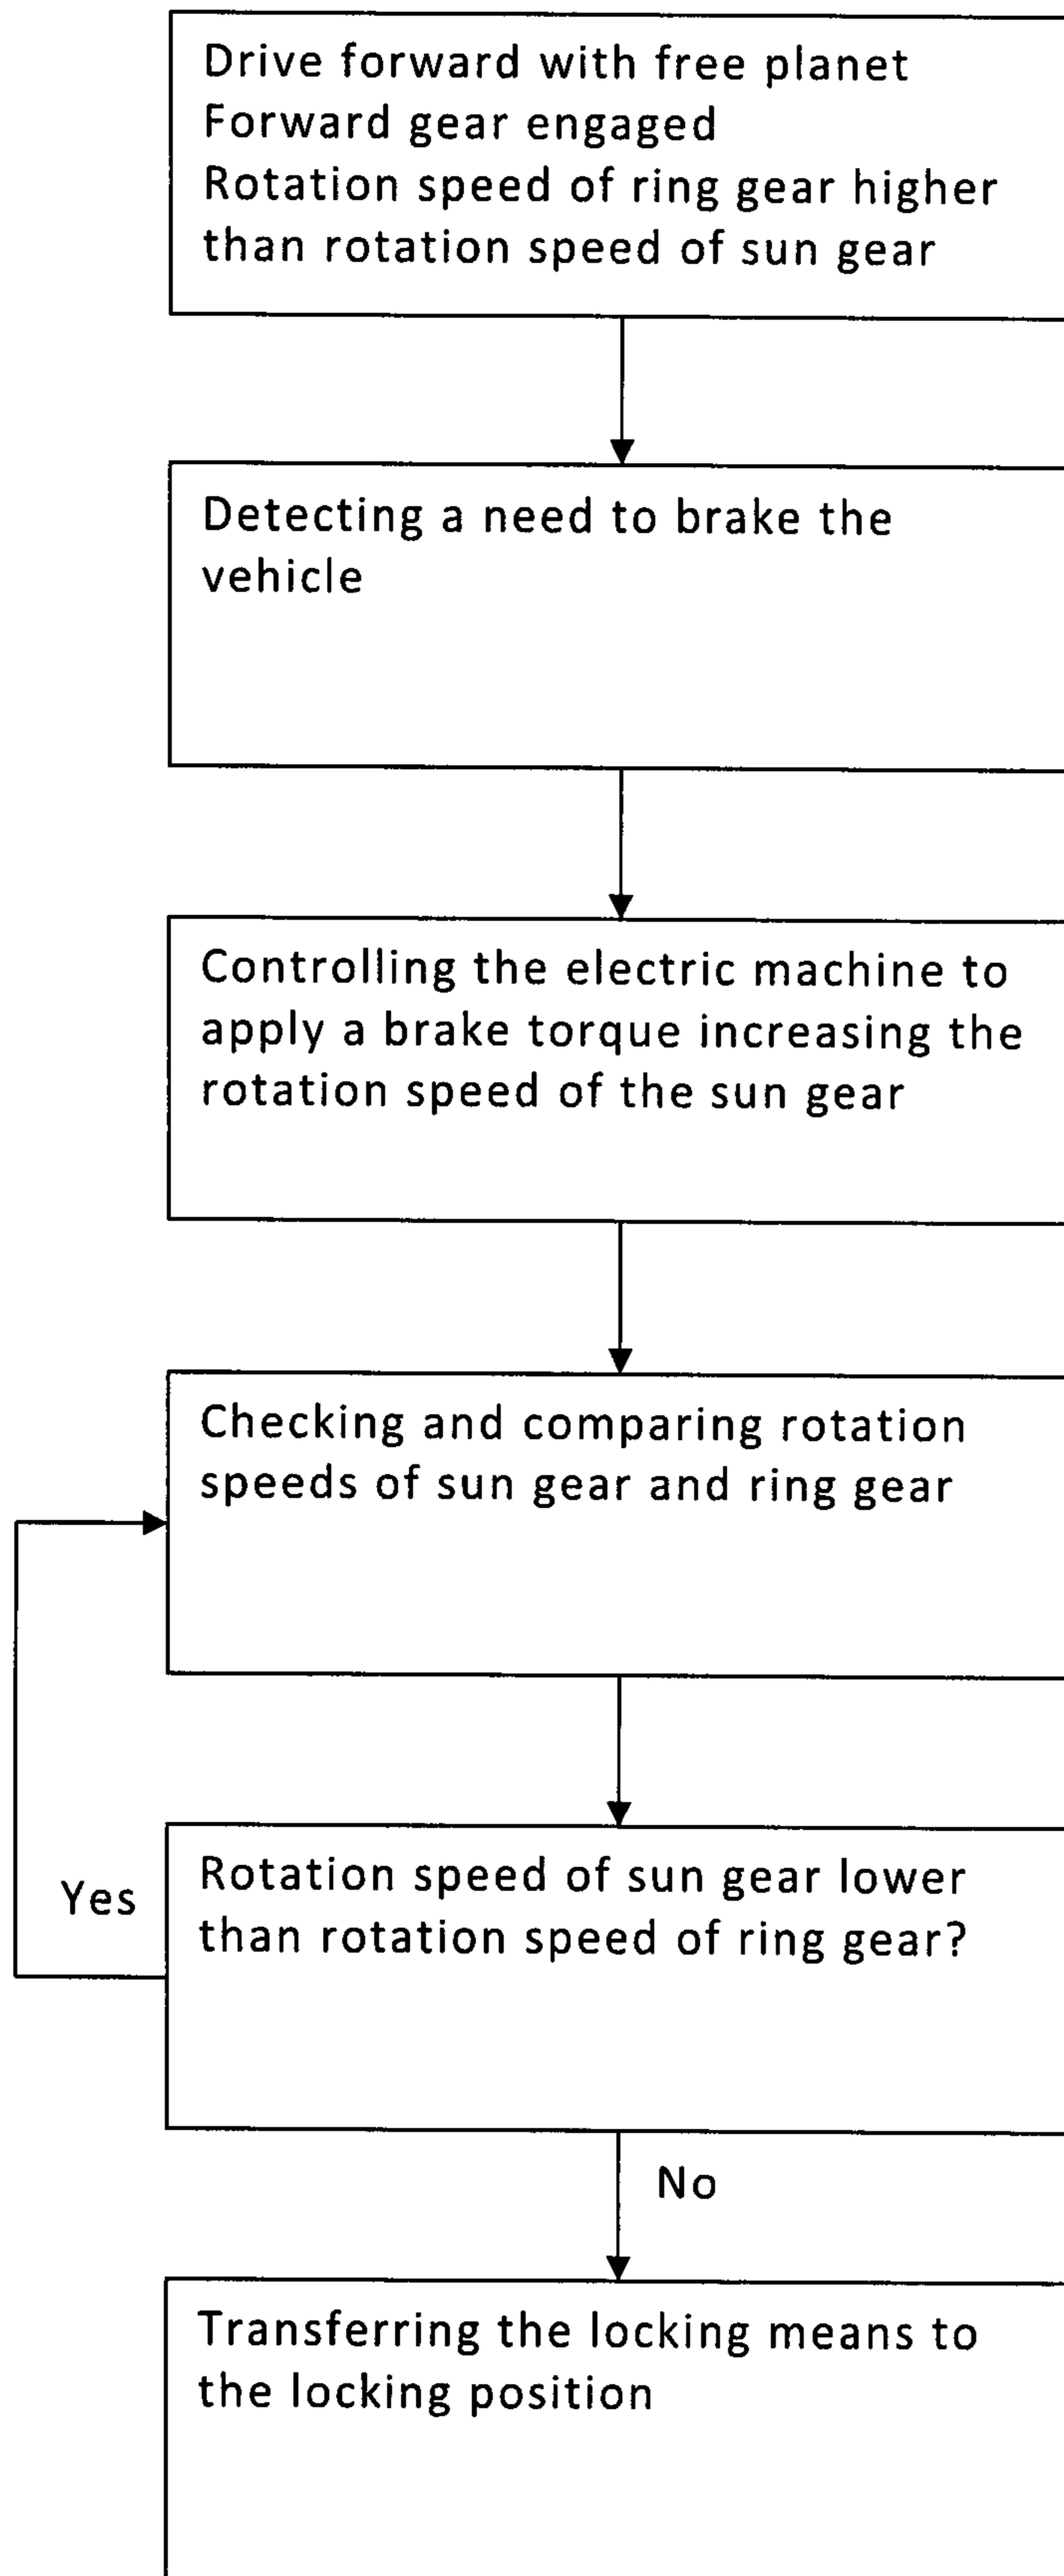 Drive forward with free planet
Forward gear engaged
Rotation speed of ring gear higher
than rotation speed of sun gear
Detecting a need to brake the
vehicle
Controlling the electric machine to
apply a brake torque increasing the
rotation speed of the sun gear
Checking and comparing rotation
speeds of sun gear and ring gear
Yes
Rotation speed of sun gear lower
than rotation speed of ring gear?
No
Transferring the locking means to
the locking position